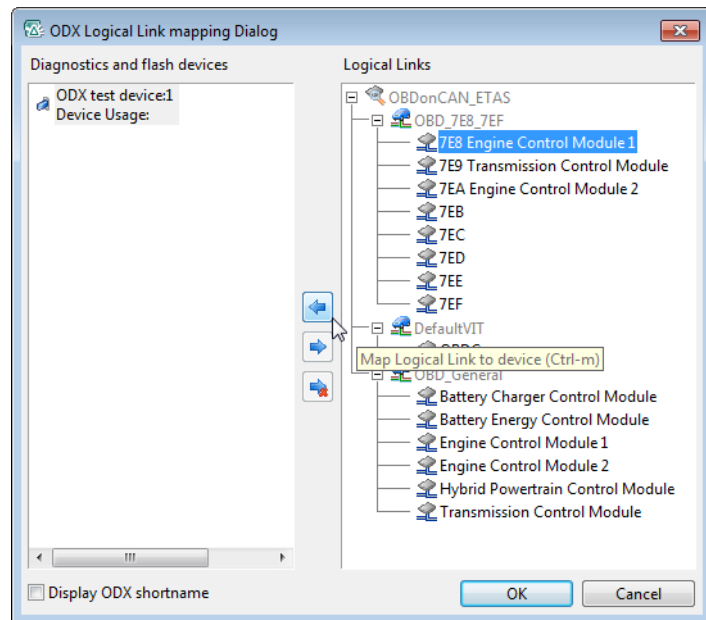 ODX Logical Link mapping Dialog
Diagnostics and flash devices
Logical Links
ODX test device:1
Device Usage:
OBDonCAN_ETAS
OBD_7E8_7EF
7E8 Engine Control Module 1
7E9 Transmission Control Module
7EA Engine Control Module 2
7EB
7EC
7ED
7EE
7EF
DefaultVIT
Map Logical Link to device (Ctrl-m)
OBD_General
Battery Charger Control Module
Battery Energy Control Module
Engine Control Module 1
Engine Control Module 2
Hybrid Powertrain Control Module
Transmission Control Module
Display ODX shortname
OK
Cancel